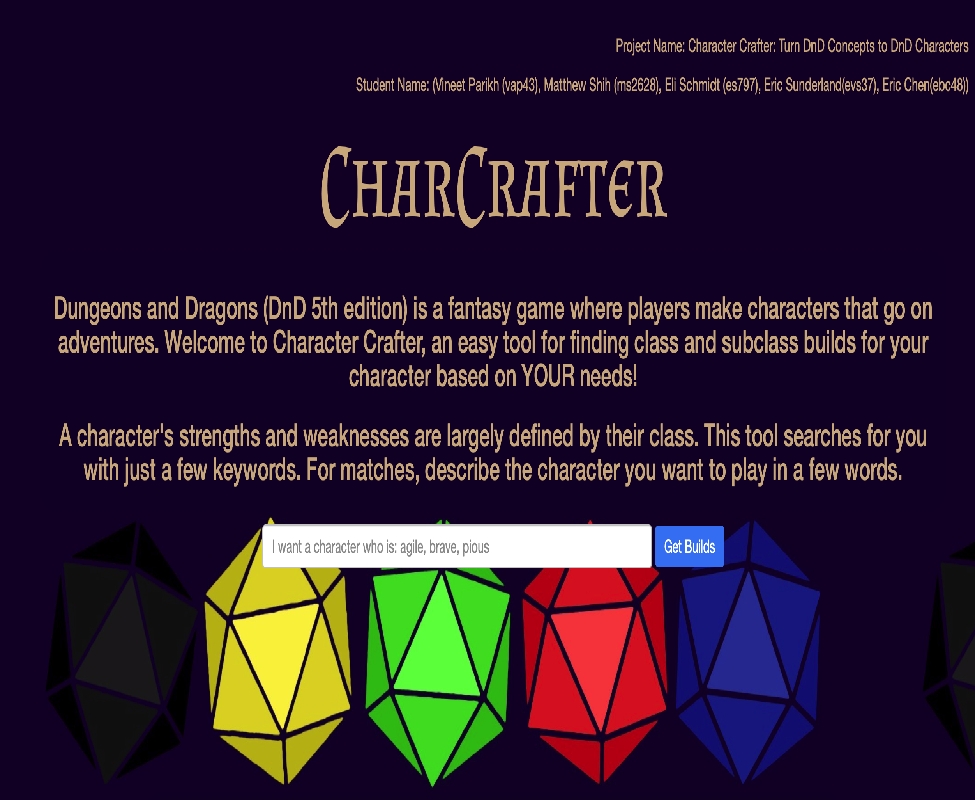 Project Name: Character Crafter: Turn DnD Concepts to DnD Characters
Student Name: (Vineet Parikh (vap43), Matthew Shih (ms2628), Eli Schmidt (es797), Eric Sunderland(evs37), Eric Chen(ebc48))
CharCrafter
Dungeons and Dragons (DnD 5th edition) is a fantasy game where players make characters that go on
adventures. Welcome to Character Crafter, an easy tool for finding class and subclass builds for your
character based on YOUR needs!
A character's strengths and weaknesses are largely defined by their class. This tool searches for you
with just a few keywords. For matches, describe the character you want to play in a few words.
I want a character who is: agile, brave, pious
Get Builds